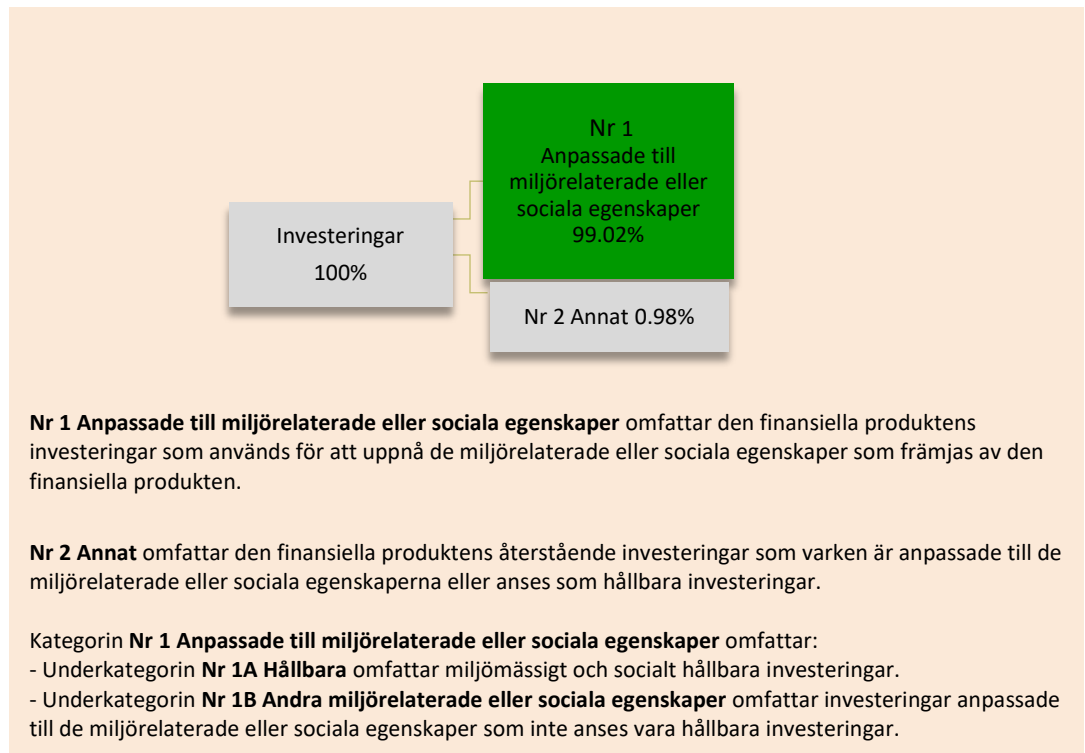 Nr 1
Anpassade till
miljörelaterade eller
sociala egenskaper
99.02%
Investeringar
100%
Nr 2 Annat 0.98%
Nr 1 Anpassade till miljörelaterade eller sociala egenskaper omfattar den finansiella produktens
investeringar som används för att uppnå de miljörelaterade eller sociala egenskaper som främjas av den
finansiella produkten.
Nr 2 Annat omfattar den finansiella produktens återstående investeringar som varken är anpassade till de
miljörelaterade eller sociala egenskaperna eller anses som hållbara investeringar.
Kategorin Nr 1 Anpassade till miljörelaterade eller sociala egenskaper omfattar:
- Underkategorin Nr 1A Hållbara omfattar miljömässigt och socialt hållbara investeringar.
- Underkategorin Nr 1B Andra miljörelaterade eller sociala egenskaper omfattar investeringar anpassade
till de miljörelaterade eller sociala egenskaper som inte anses vara hållbara investeringar.